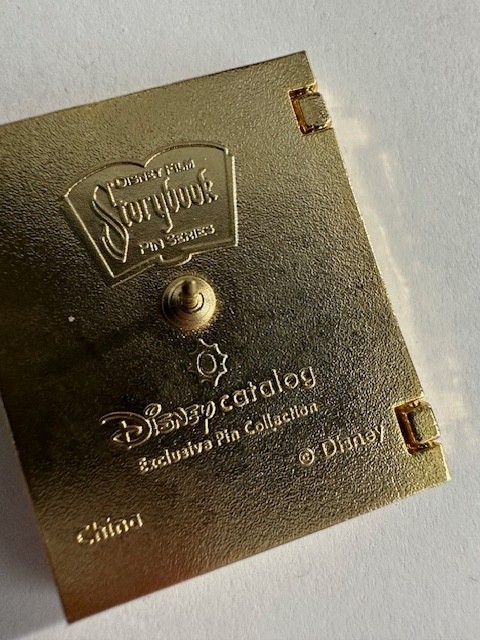 Disney Film
Storybook
Pin Series
Disney catalog
Exclusive Pin Collection
© Disney
China